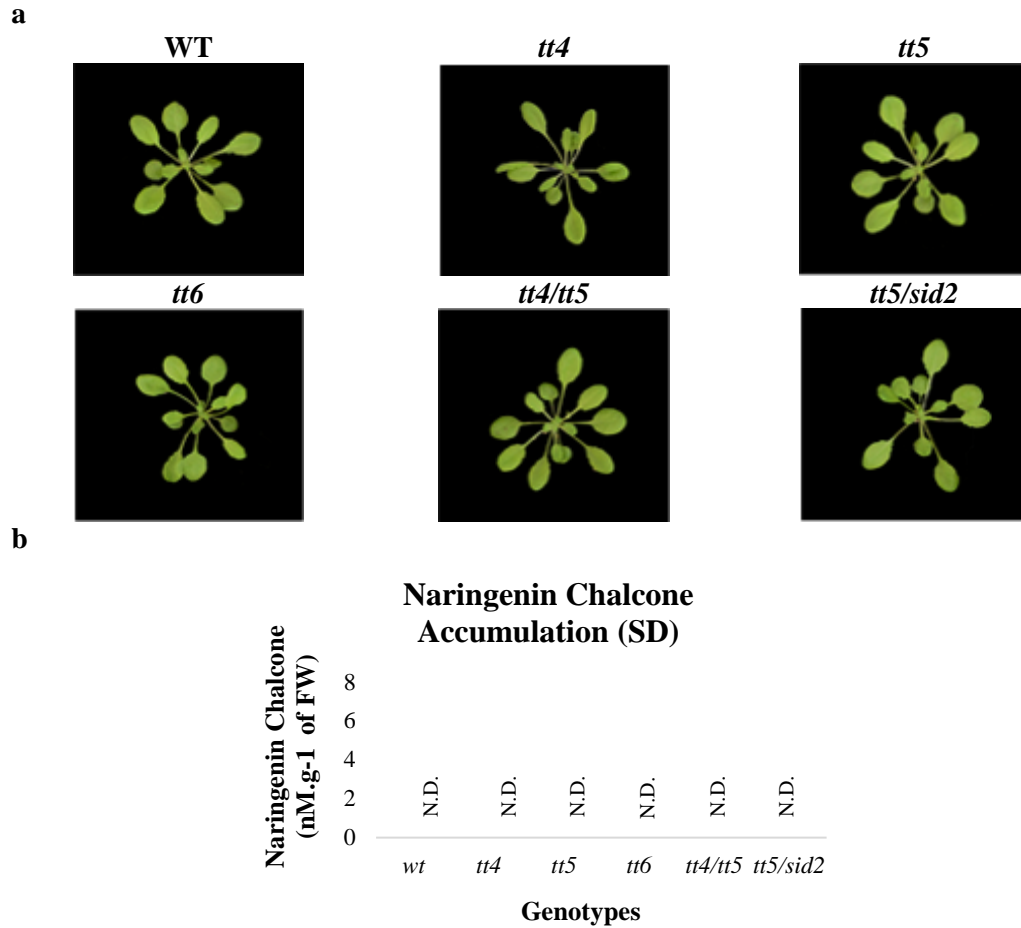 a
WT
tt4
tt5
tt6
tt4/tt5
tt5/sid2
b
Naringenin Chalcone
Accumulation (SD)
Naringenin Chalcone
(nM.g-1 of FW)
8
6
4
2
0
N.D.
N.D.
N.D.
N.D.
N.D.
N.D.
wt
tt4
tt5
tt6
tt4/tt5
tt5/sid2
Genotypes